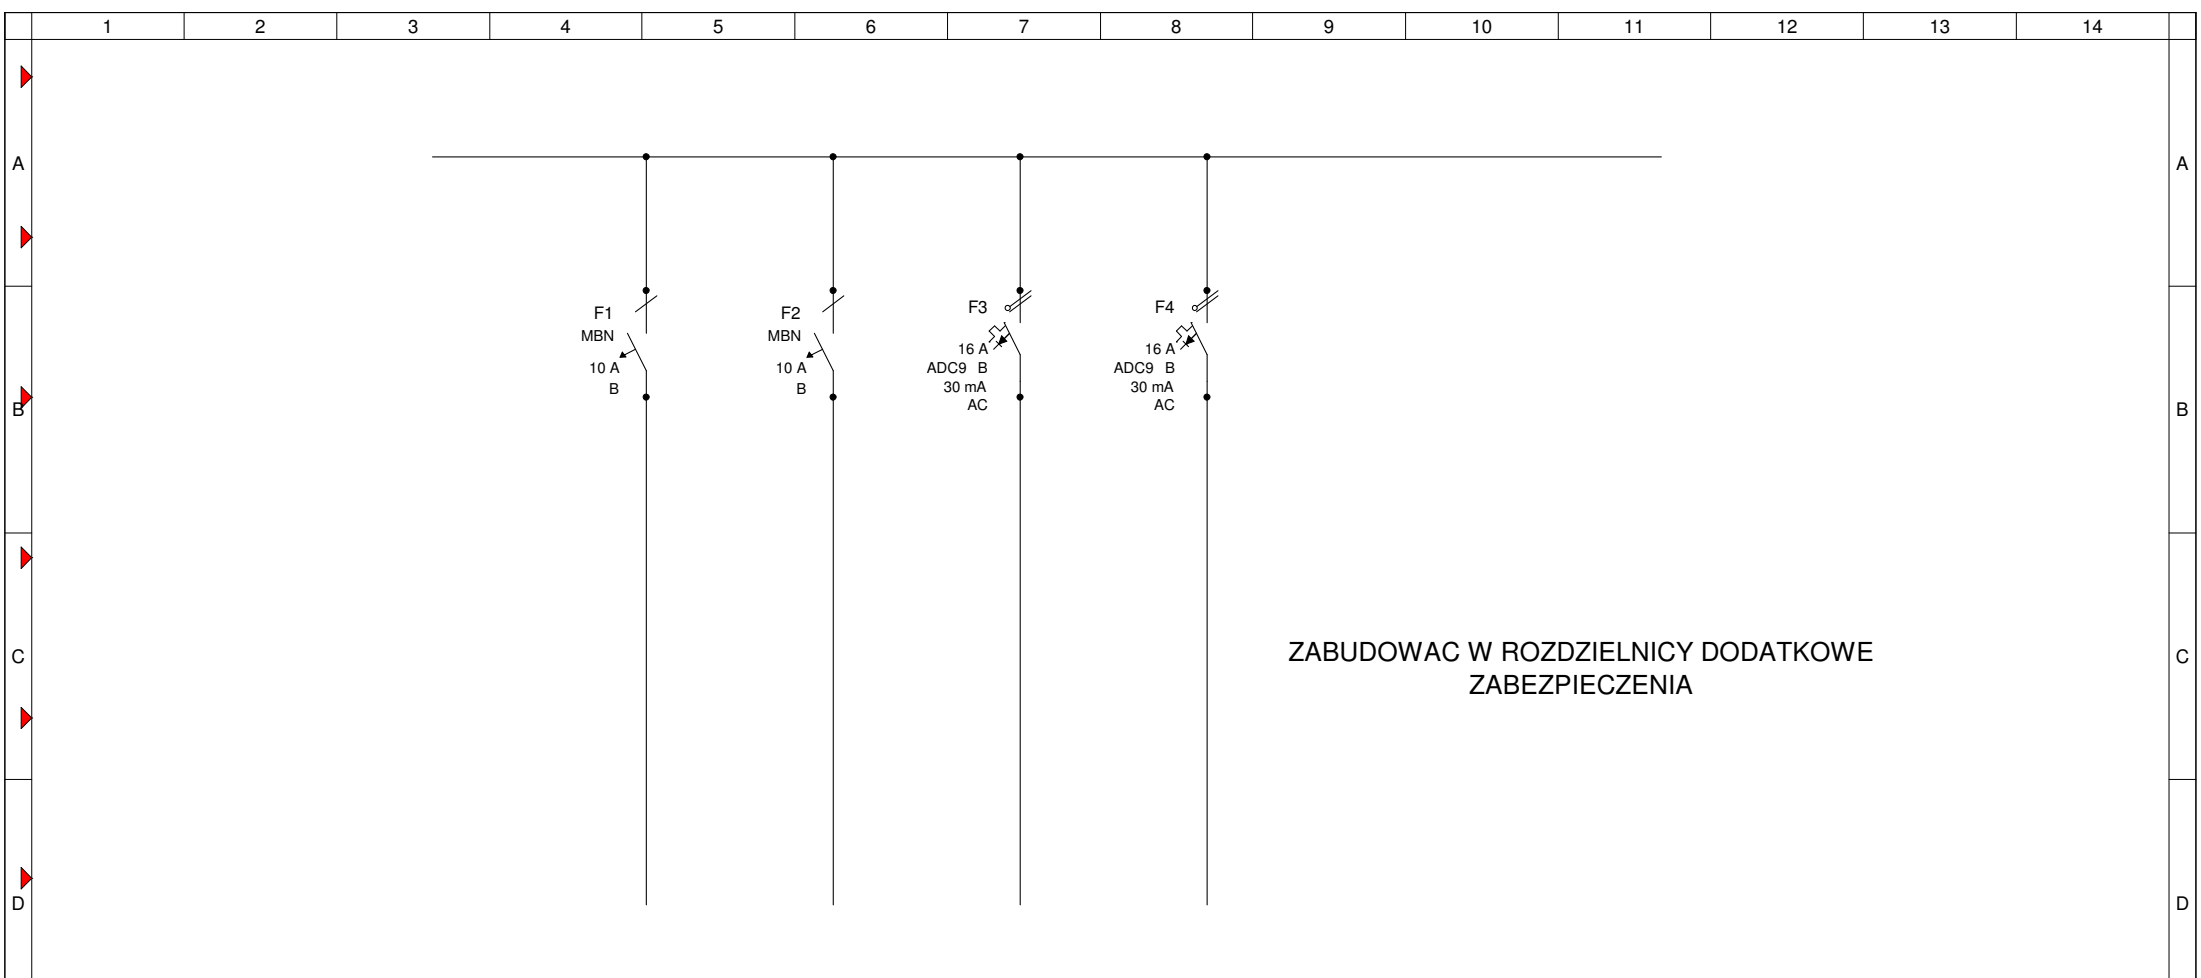 1 2 3 4 5 6 7 8 9 10 11 12 13 14
A A
F1 F2 F3 F4
MBN MBN
16 A 16 A
10 A 10 A ADC9 B ADC9 B
B B 30 mA 30 mA
AC AC
B B
ZABUDOWAC W ROZDZIELNICY DODATKOWE
ZABEZPIECZENIA
C C
D D